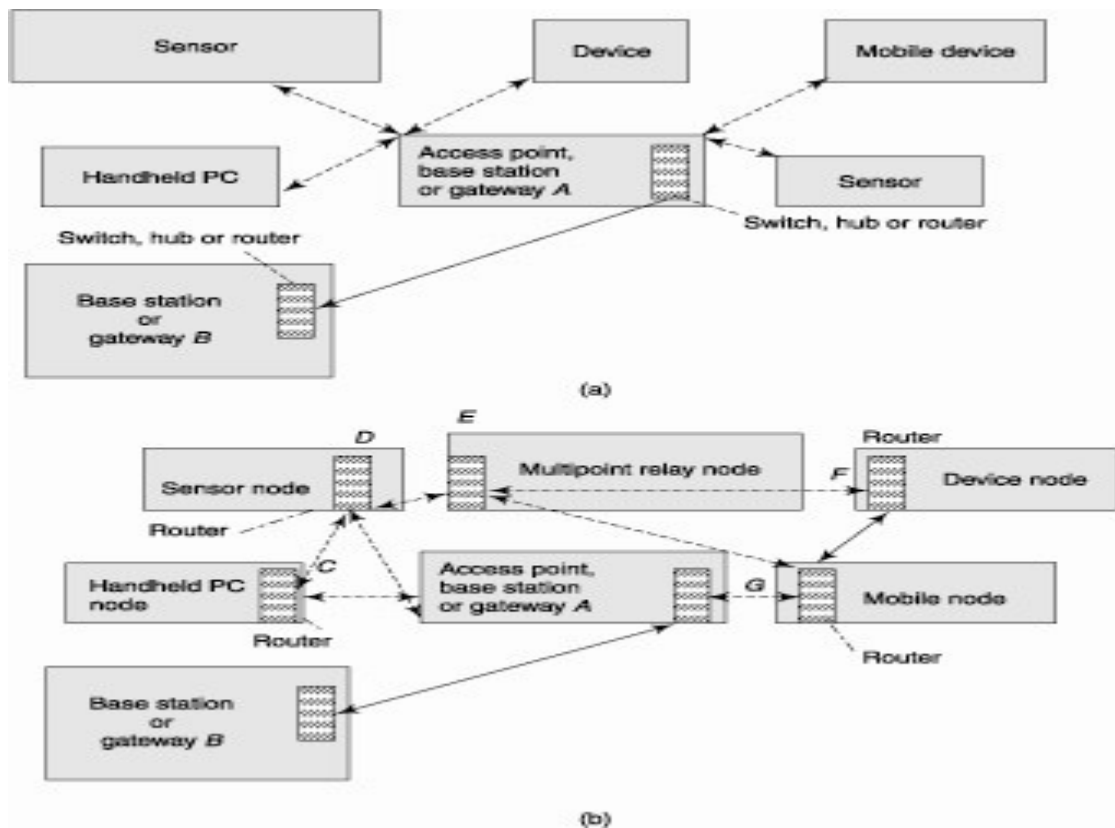 Sensor
Device
Mobile device
Handheld PC
Access point,
base station
or gateway A
Sensor
Switch, hub or router
Switch, hub or router
Base station
or
gateway B
(a)
D
E
Router
Sensor node
Multipoint relay node
F
Device node
Router
Handheld PC
node
C
Access point,
base station
or gateway A
G
Mobile node
Router
Router
Base station
or
gateway B
(b)